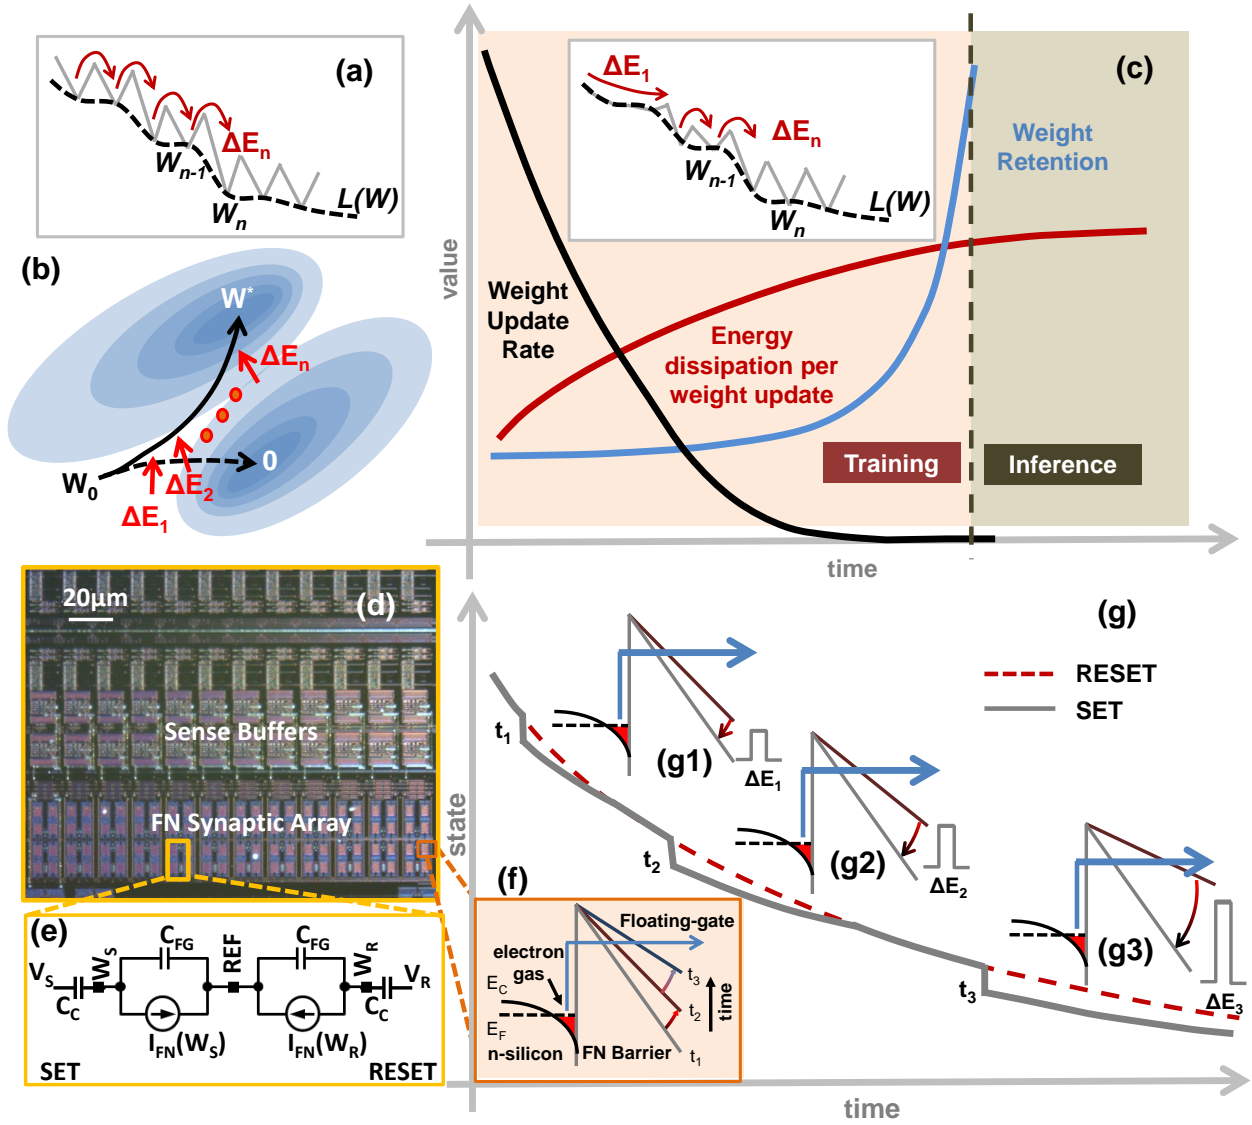 (a)
ΔEn
Wn-1
Wn
L(W)
(b)
W*
ΔEn
0
W0
ΔE2
ΔE1
(c)
ΔE1
ΔEn
Wn-1
Wn
L(W)
Weight
Retention
Weight
Update
Rate
Energy
dissipation per
weight update
Training
Inference
value
time
(d)
20μm
Sense Buffers
FN Synaptic Array
(e)
CFG
CFG
VS
WS
REF
WR
VR
CC
CC
IFN(WS)
IFN(WR)
SET
RESET
(f)
Floating-gate
electron
gas
EC
EF
n-silicon
FN Barrier
t3
t2
t1
time
(g)
RESET
SET
t1
(g1)
ΔE1
t2
(g2)
ΔE2
t3
(g3)
ΔE3
state
time